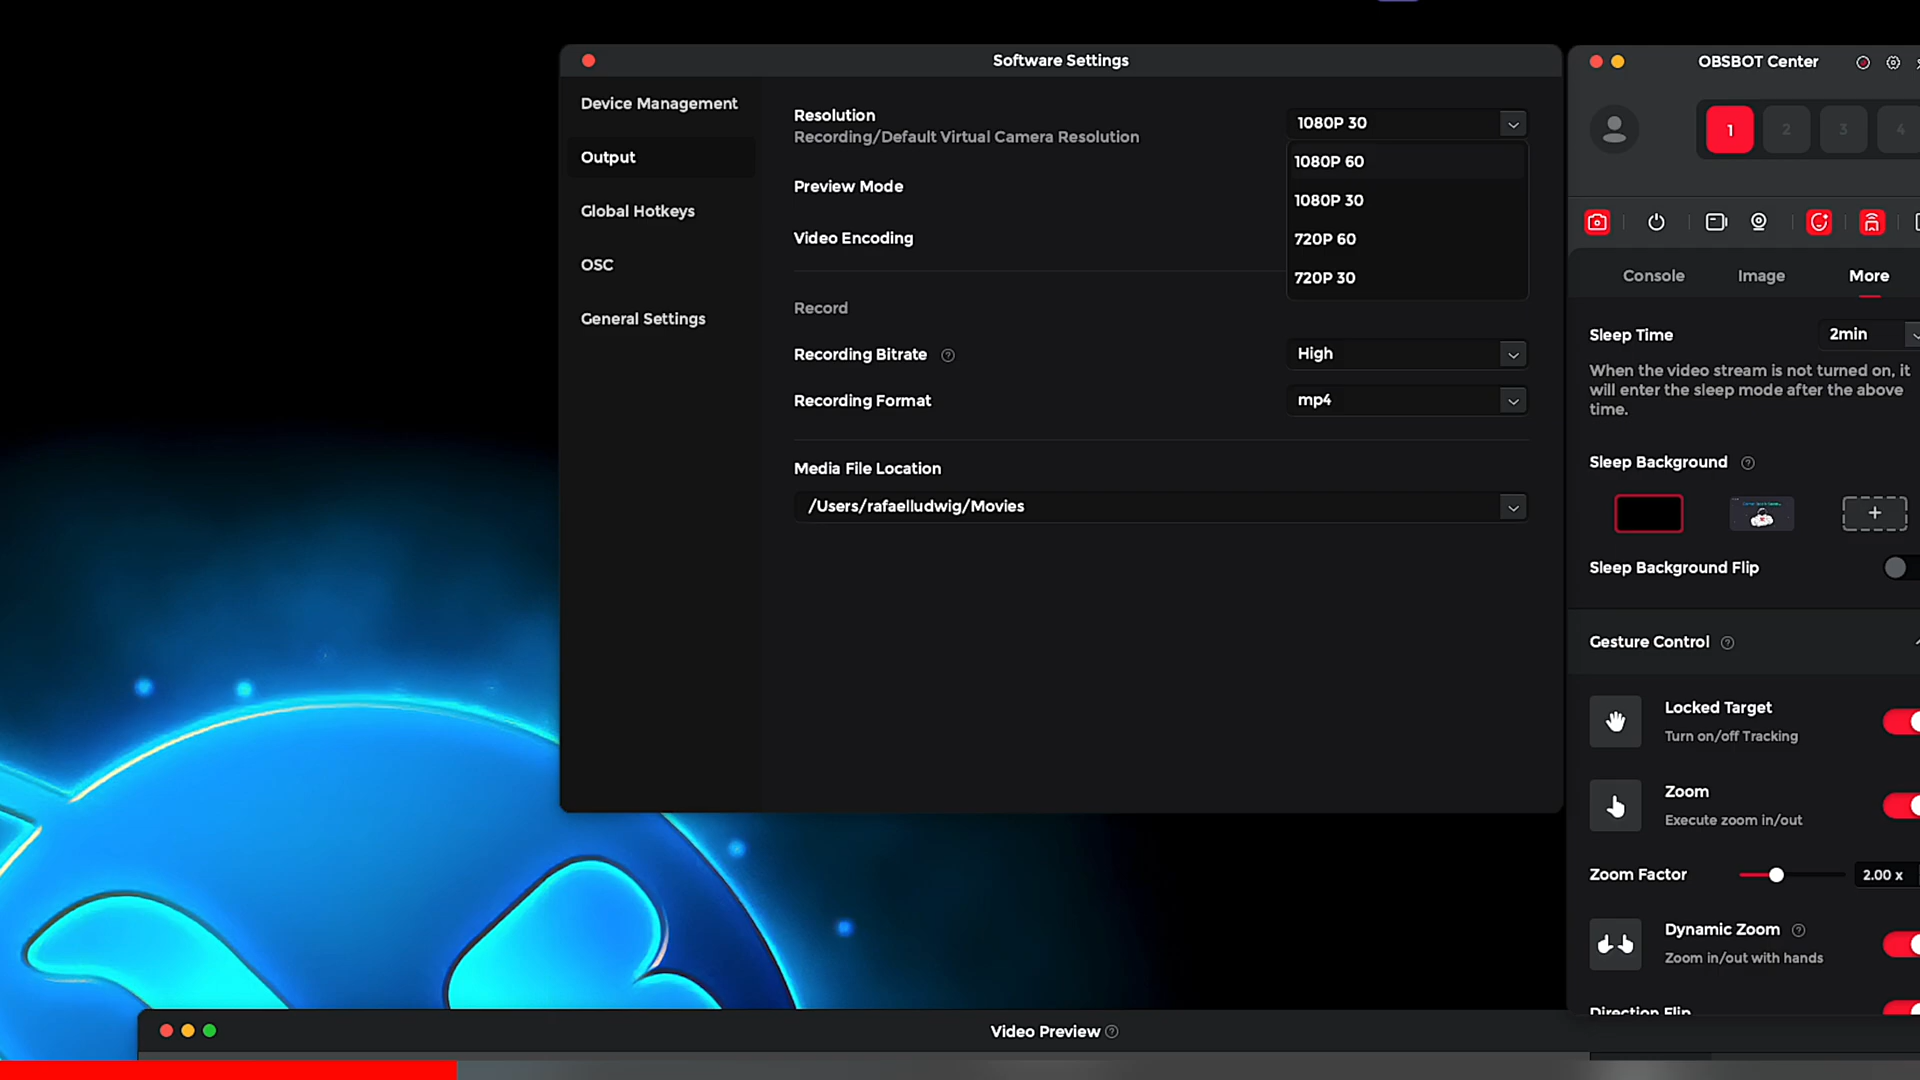 Software Settings
Device Management
Output
Global Hotkeys
OSC
General Settings
Resolution
Recording/Default Virtual Camera Resolution
1080P 30
1080P 60
1080P 30
720P 60
720P 30
Preview Mode
Video Encoding
Record
Recording Bitrate ?
High
Recording Format
mp4
Media File Location
/Users/rafaelludwig/Movies
OBSBOT Center
1 2 3 4
Console Image More
Sleep Time 2min
When the video stream is not turned on, it
will enter the sleep mode after the above
time.
Sleep Background ?
Sleep Background Flip
Gesture Control ?
Locked Target
Turn on/off Tracking
Zoom
Execute zoom in/out
Zoom Factor 2.00 x
Dynamic Zoom ?
Zoom in/out with hands
Direction Flip
Video Preview ?